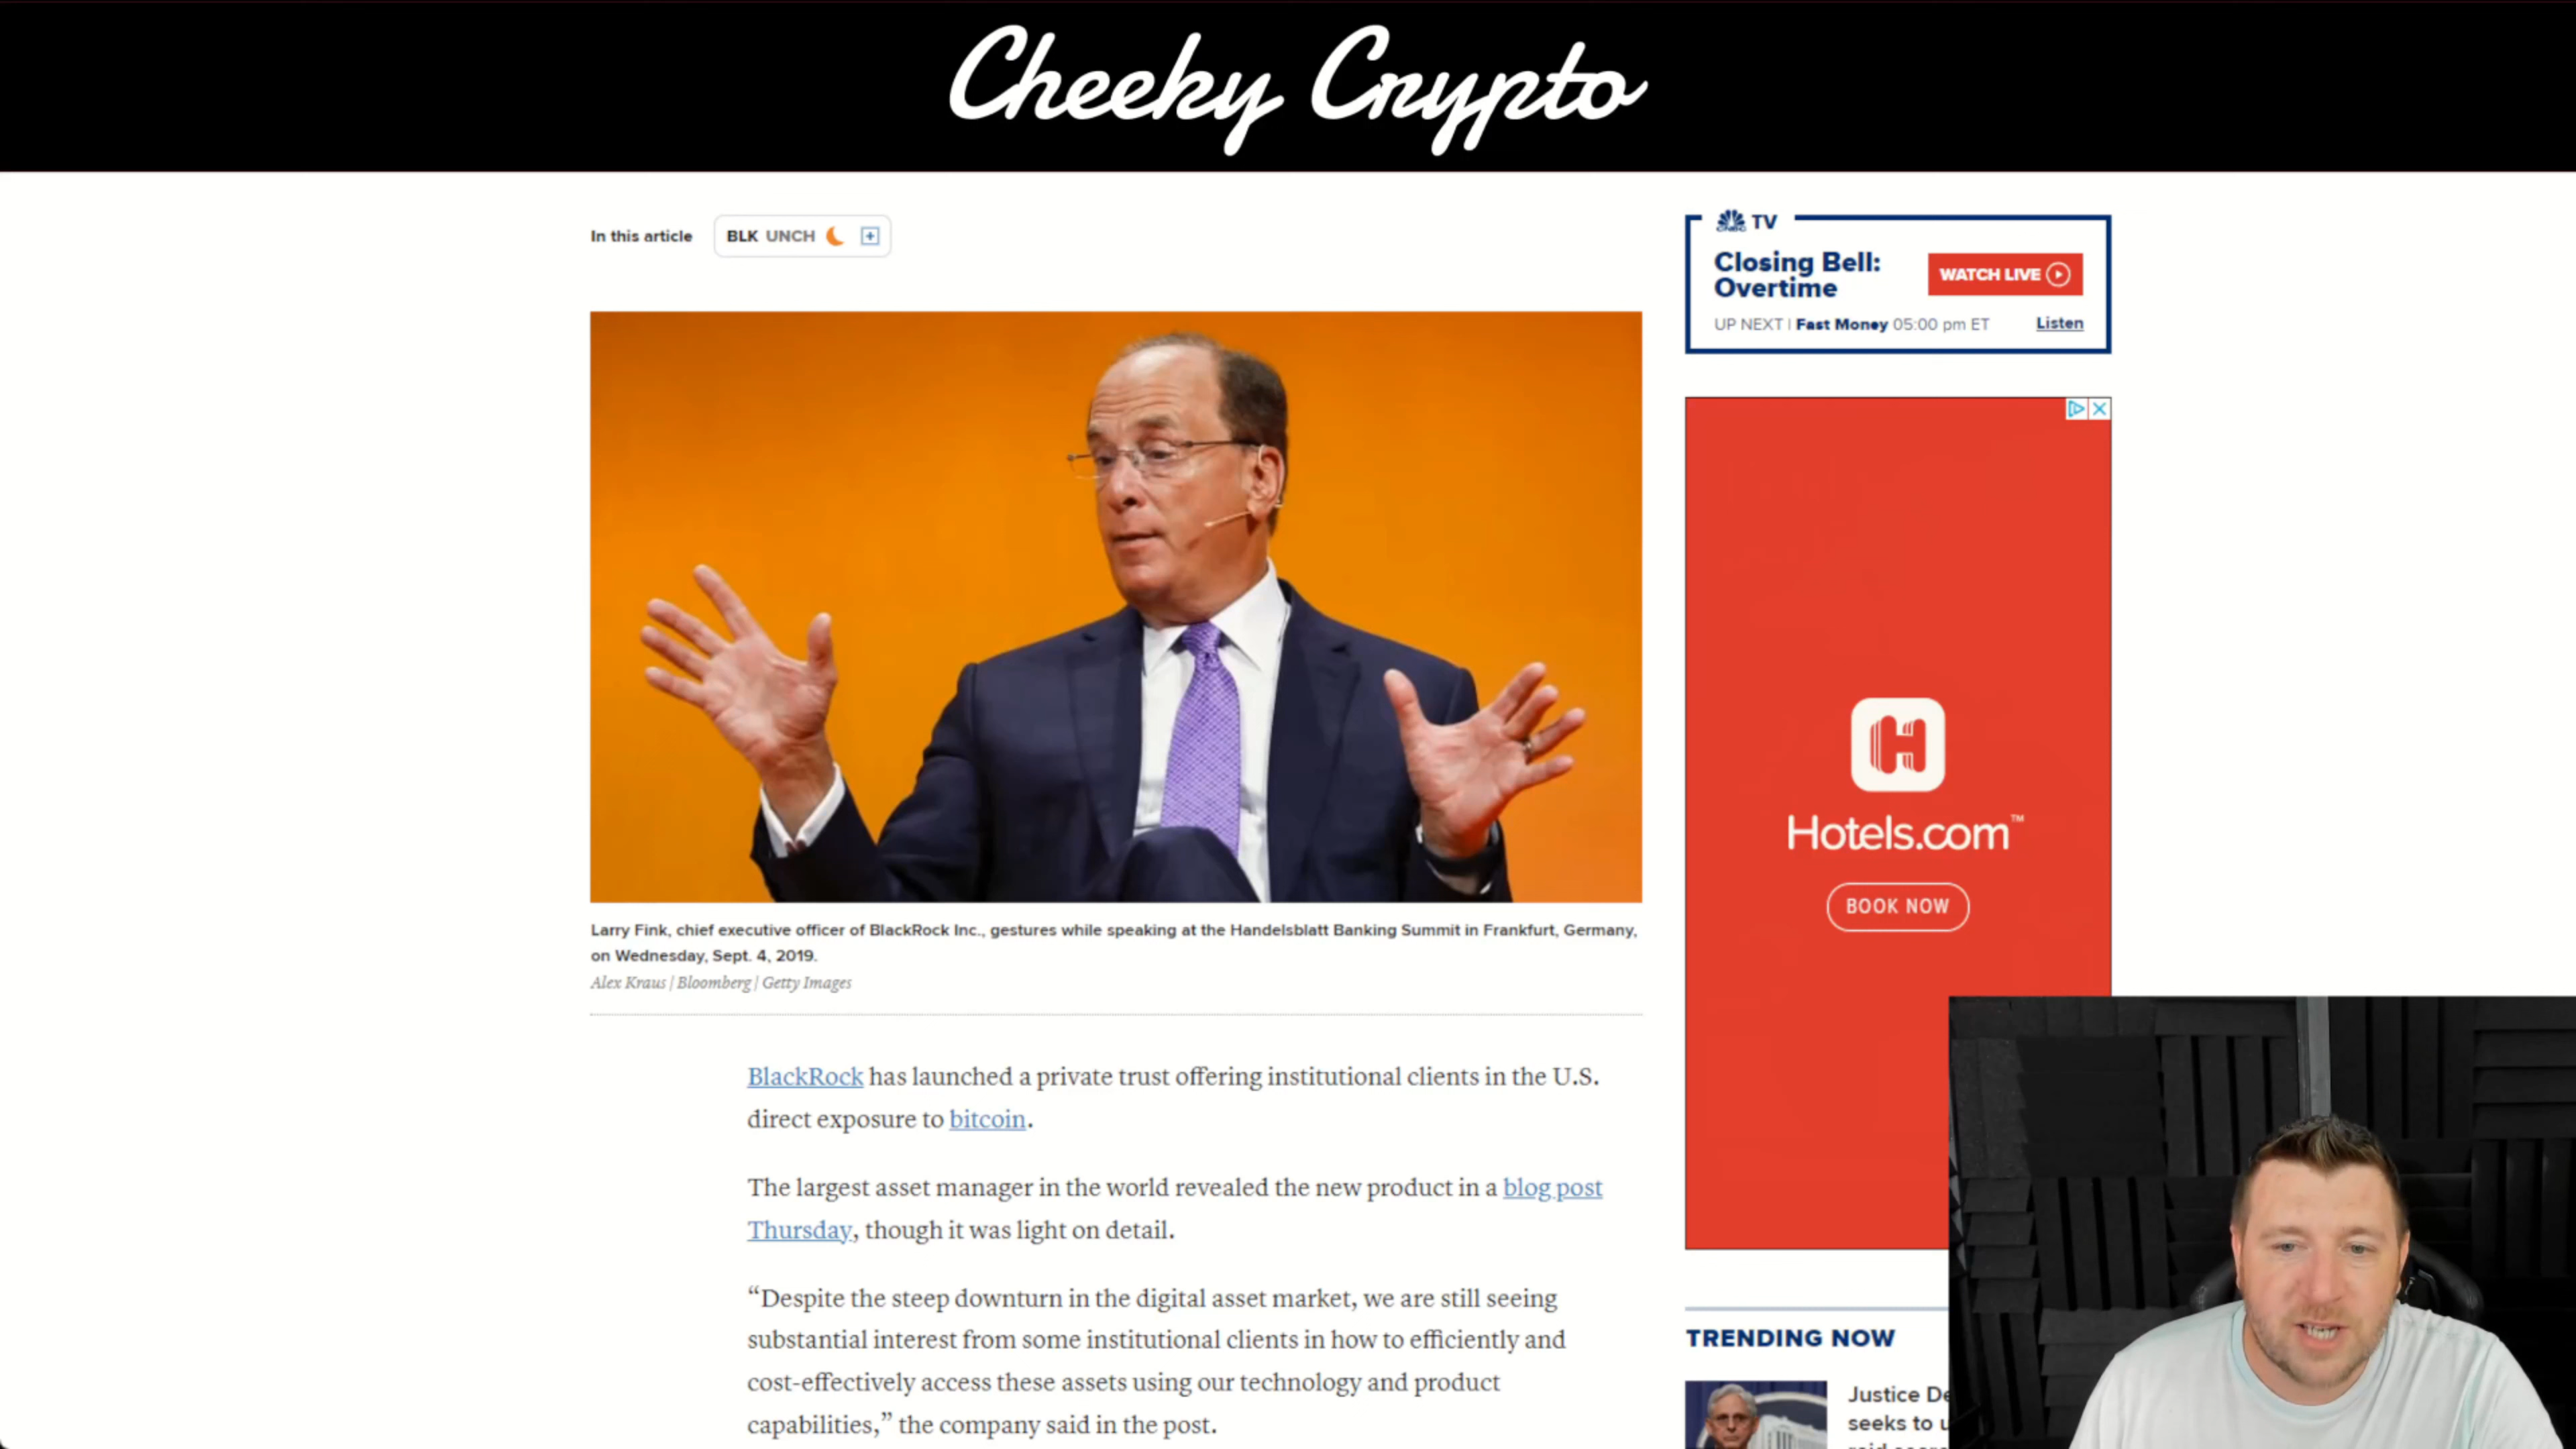 Cheeky Crypto
In this article
BLK UNCH
TV
Closing Bell:
Overtime
WATCH LIVE
UP NEXT | Fast Money 05:00 pm ET
Listen
Hotels.com™
BOOK NOW
Larry Fink, chief executive officer of BlackRock Inc., gestures while speaking at the Handelsblatt Banking Summit in Frankfurt, Germany,
on Wednesday, Sept. 4, 2019.
Alex Kraus | Bloomberg | Getty Images
BlackRock has launched a private trust offering institutional clients in the U.S.
direct exposure to bitcoin.
The largest asset manager in the world revealed the new product in a blog post
Thursday, though it was light on detail.
“Despite the steep downturn in the digital asset market, we are still seeing
substantial interest from some institutional clients in how to efficiently and
cost-effectively access these assets using our technology and product
capabilities,” the company said in the post.
TRENDING NOW
Justice De
seeks to u